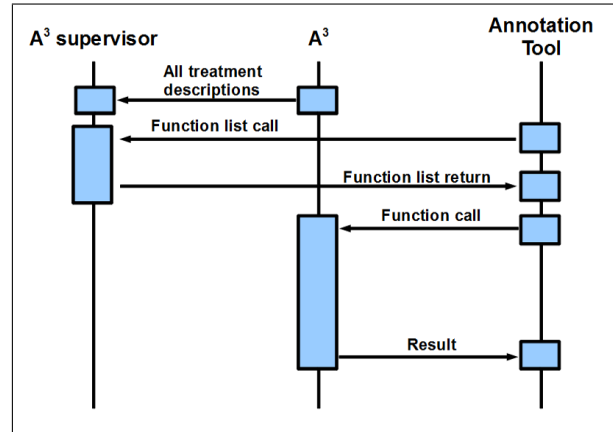 A³ supervisor
A³
Annotation
Tool
All treatment
descriptions
Function list call
Function list return
Function call
Result